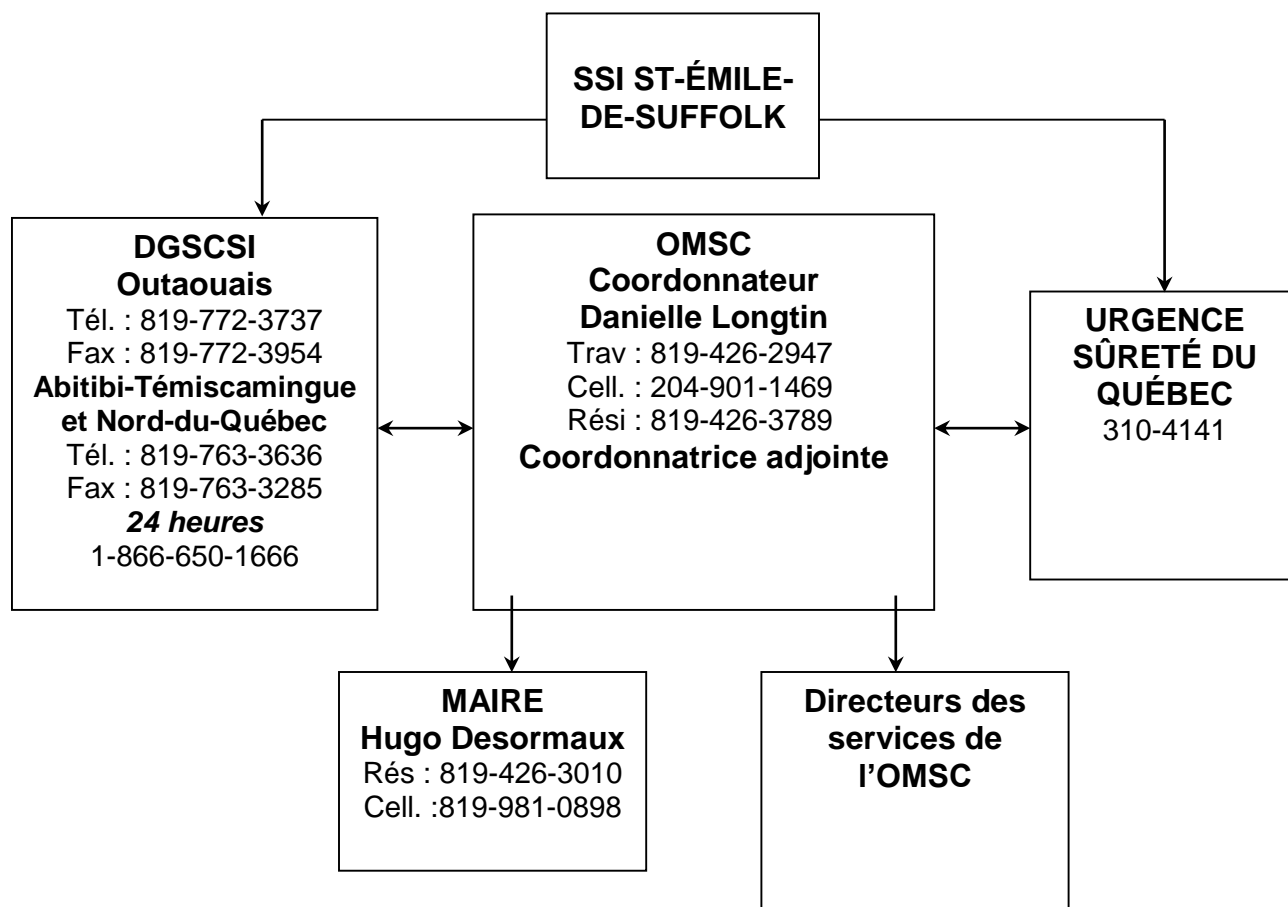 SSI ST-ÉMILE-
DE-SUFFOLK
DGSCSI
Outaouais
Tél. : 819-772-3737
Fax : 819-772-3954
Abitibi-Témiscamingue
et Nord-du-Québec
Tél. : 819-763-3636
Fax : 819-763-3285
24 heures
1-866-650-1666
OMSC
Coordonnateur
Danielle Longtin
Trav : 819-426-2947
Cell. : 204-901-1469
Rési : 819-426-3789
Coordonnatrice adjointe
URGENCE
SÛRETÉ DU
QUÉBEC
310-4141
MAIRE
Hugo Desormaux
Rés : 819-426-3010
Cell. :819-981-0898
Directeurs des
services de
l’OMSC